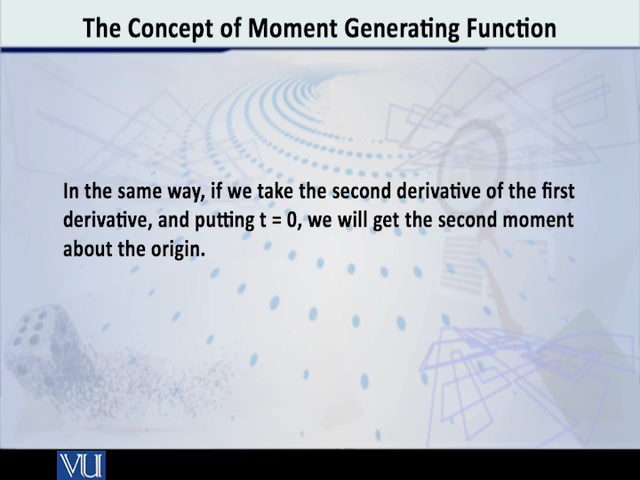 The Concept of Moment Generating Function
In the same way, if we take the second derivative of the first
derivative, and putting t = 0, we will get the second moment
about the origin.
VU